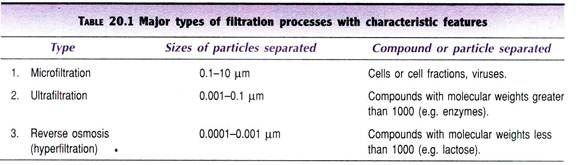 TABLE 20.1 Major types of filtration processes with characteristic features
Type Sizes of particles separated Compound or particle separated
1. Microfiltration 0.1–10 µm Cells or cell fractions, viruses.
2. Ultrafiltration 0.001–0.1 µm Compounds with molecular weights greater
than 1000 (e.g. enzymes).
3. Reverse osmosis 0.0001–0.001 µm Compounds with molecular weights less
(hyperfiltration) than 1000 (e.g. lactose).